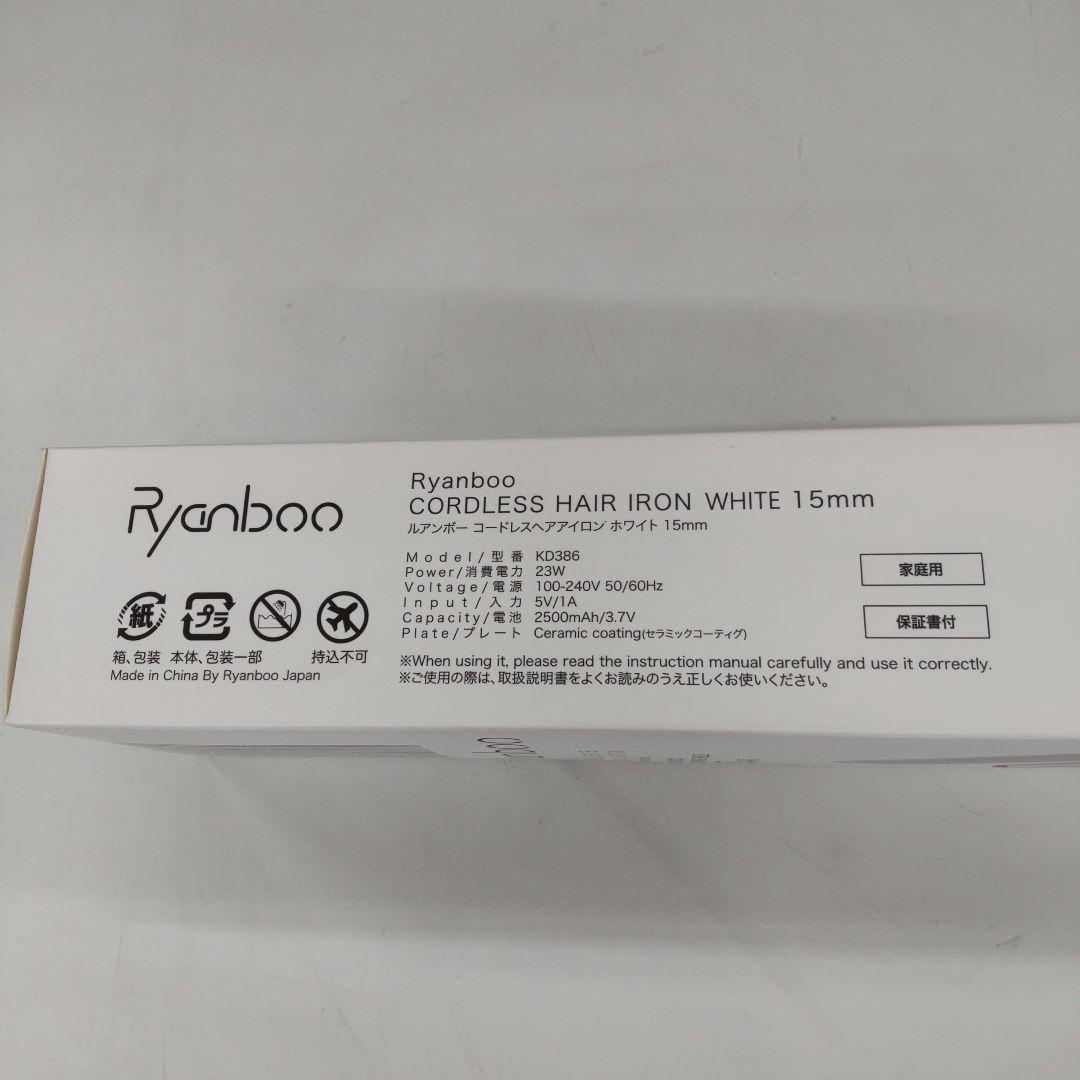 Ryanboo
紙
プラ
箱、包装 本体、包装一部 持込不可
Made in China By Ryanboo Japan
Ryanboo
CORDLESS HAIR IRON WHITE 15mm
ルアンボー コードレスヘアアイロン ホワイト 15mm
Model/型番 KD386
Power/消費電力 23W
Voltage/電源 100-240V 50/60Hz
Input/入力 5V/1A
Capacity/電池 2500mAh/3.7V
Plate/プレート Ceramic coating(セラミックコーティグ)
※When using it, please read the instruction manual carefully and use it correctly.
※ご使用の際は、取扱説明書をよくお読みのうえ正しくお使いください。
家庭用
保証書付